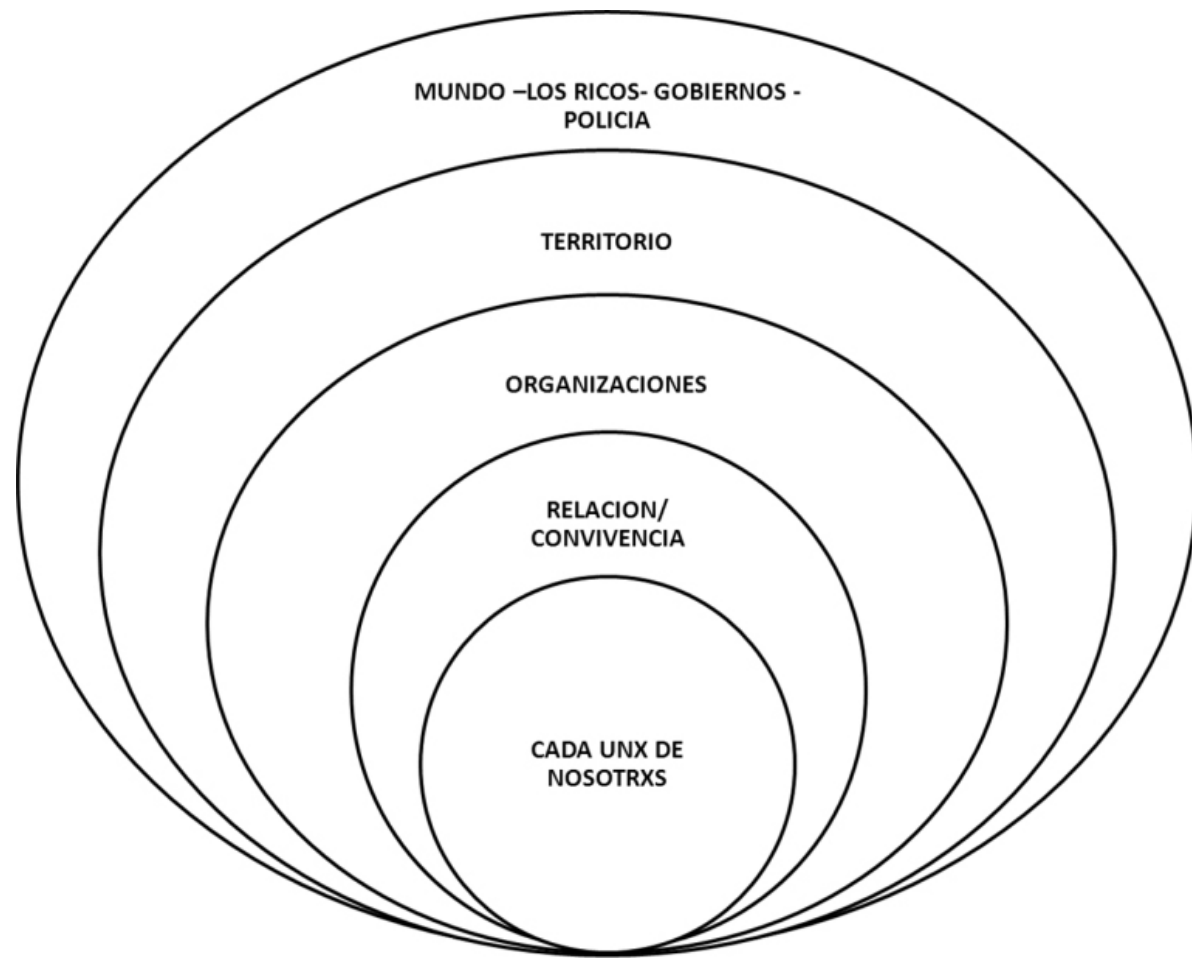 MUNDO –LOS RICOS- GOBIERNOS -
POLICIA
TERRITORIO
ORGANIZACIONES
RELACION/
CONVIVENCIA
CADA UNX DE
NOSOTRXS